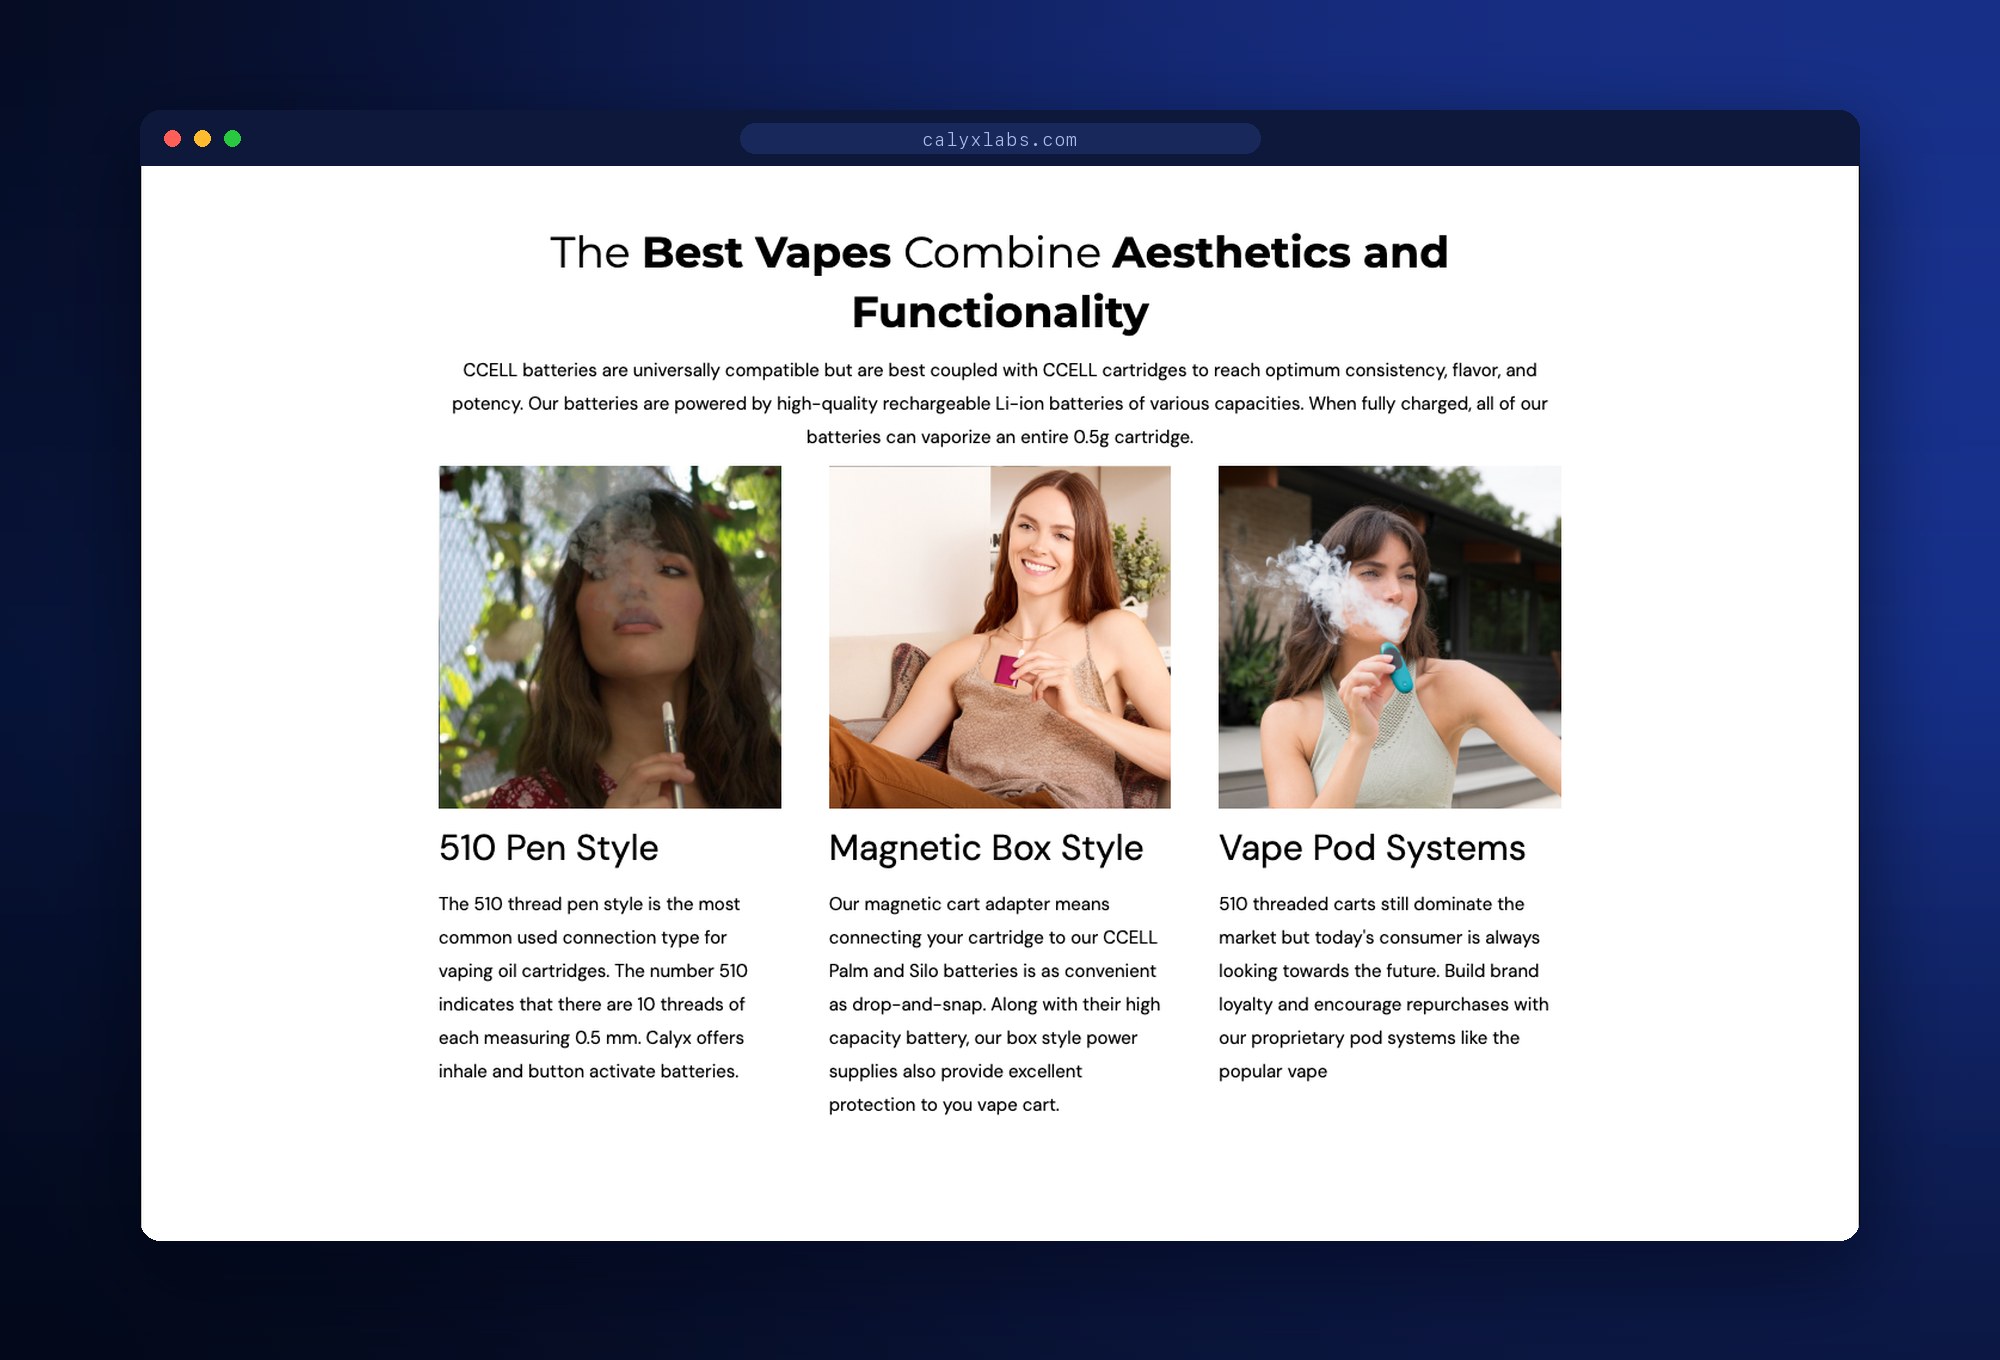 calyxlabs.com
The Best Vapes Combine Aesthetics and
Functionality
CCELL batteries are universally compatible but are best coupled with CCELL cartridges to reach optimum consistency, flavor, and
potency. Our batteries are powered by high-quality rechargeable Li-ion batteries of various capacities. When fully charged, all of our
batteries can vaporize an entire 0.5g cartridge.
510 Pen Style
The 510 thread pen style is the most
common used connection type for
vaping oil cartridges. The number 510
indicates that there are 10 threads of
each measuring 0.5 mm. Calyx offers
inhale and button activate batteries.
Magnetic Box Style
Our magnetic cart adapter means
connecting your cartridge to our CCELL
Palm and Silo batteries is as convenient
as drop-and-snap. Along with their high
capacity battery, our box style power
supplies also provide excellent
protection to you vape cart.
Vape Pod Systems
510 threaded carts still dominate the
market but today's consumer is always
looking towards the future. Build brand
loyalty and encourage repurchases with
our proprietary pod systems like the
popular vape